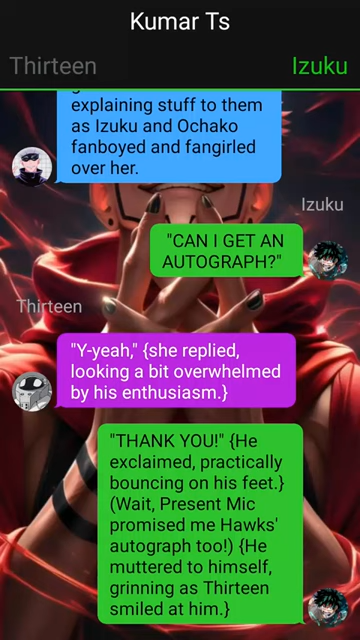 Kumar Ts
Thirteen
Izuku
explaining stuff to them
as Izuku and Ochako
fanboyed and fangirled
over her.
Izuku
"CAN I GET AN
AUTOGRAPH?"
Thirteen
"Y-yeah," {she replied,
looking a bit overwhelmed
by his enthusiasm.}
"THANK YOU!" {He
exclaimed, practically
bouncing on his feet.}
(Wait, Present Mic
promised me Hawks'
autograph too!) {He
muttered to himself,
grinning as Thirteen
smiled at him.}